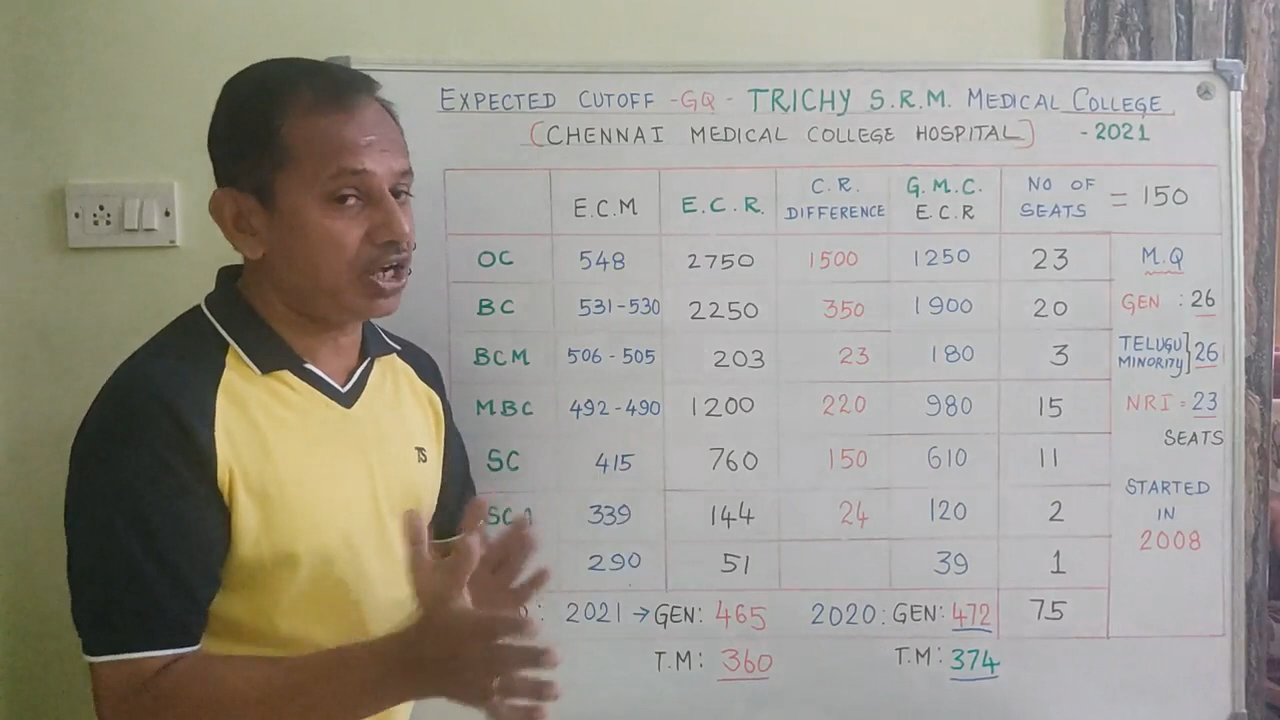 EXPECTED CUTOFF -GQ- TRICHY S.R.M. MEDICAL COLLEGE
(CHENNAI MEDICAL COLLEGE HOSPITAL) - 2021
E.C.M E.C.R. C.R. DIFFERENCE G.M.C. E.C.R NO OF SEATS = 150
OC 548 2750 1500 1250 23
BC 531-530 2250 350 1900 20
BCM 506-505 203 23 180 3
MBC 492-490 1200 220 980 15
SC 415 760 150 610 11
339 144 24 120 2
290 51 39 1
2021 → GEN: 465 2020: GEN: 472 75
T.M: 360 T.M: 374
M.Q
GEN : 26
TELUGU MINORITY} 26
NRI = 23
SEATS
STARTED
IN
2008
TS